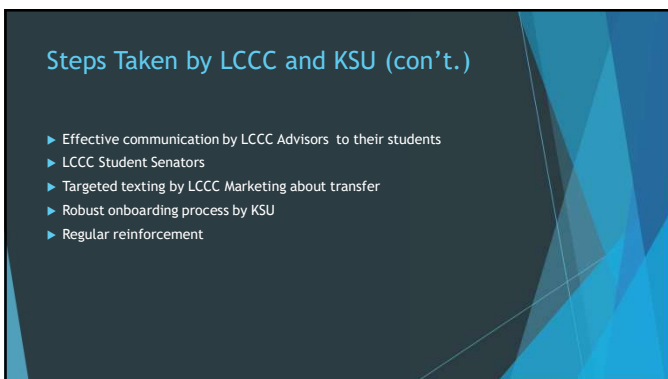 Steps Taken by LCCC and KSU (con’t.)
Effective communication by LCCC Advisors to their students
LCCC Student Senators
Targeted texting by LCCC Marketing about transfer
Robust onboarding process by KSU
Regular reinforcement